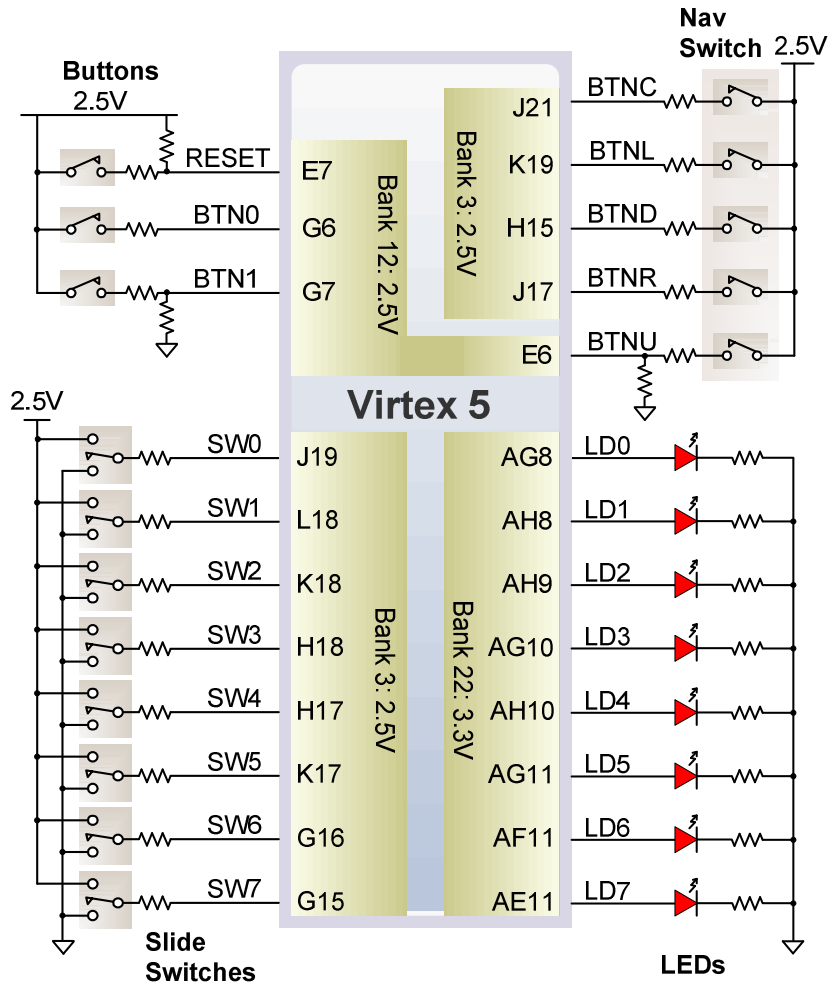 Buttons
2.5V
RESET
BTN0
BTN1
E7
G6
G7
Bank 12: 2.5V
Nav
Switch
2.5V
J21
K19
H15
J17
E6
Bank 3: 2.5V
BTNC
BTNL
BTND
BTNR
BTNU
Virtex 5
2.5V
SW0
SW1
SW2
SW3
SW4
SW5
SW6
SW7
J19
L18
K18
H18
H17
K17
G16
G15
Bank 3: 2.5V
Slide
Switches
Bank 22: 3.3V
AG8
AH8
AH9
AG10
AH10
AG11
AF11
AE11
LD0
LD1
LD2
LD3
LD4
LD5
LD6
LD7
LEDs